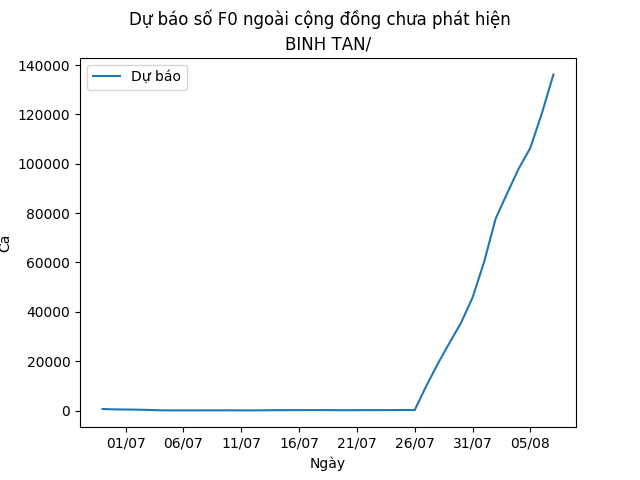 Dự báo số F0 ngoài cộng đồng chưa phát hiện
BINH TAN/
Dự báo
140000
120000
100000
80000
60000
40000
20000
0
Ca
01/07 06/07 11/07 16/07 21/07 26/07 31/07 05/08
Ngày